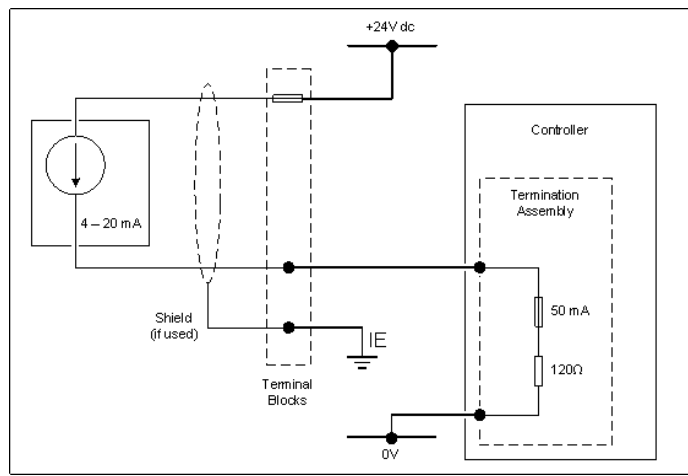 +24V dc
Controller
Termination
Assembly
4 – 20 mA
50 mA
Shield
(if used)
IE
120Ω
Terminal
Blocks
0V